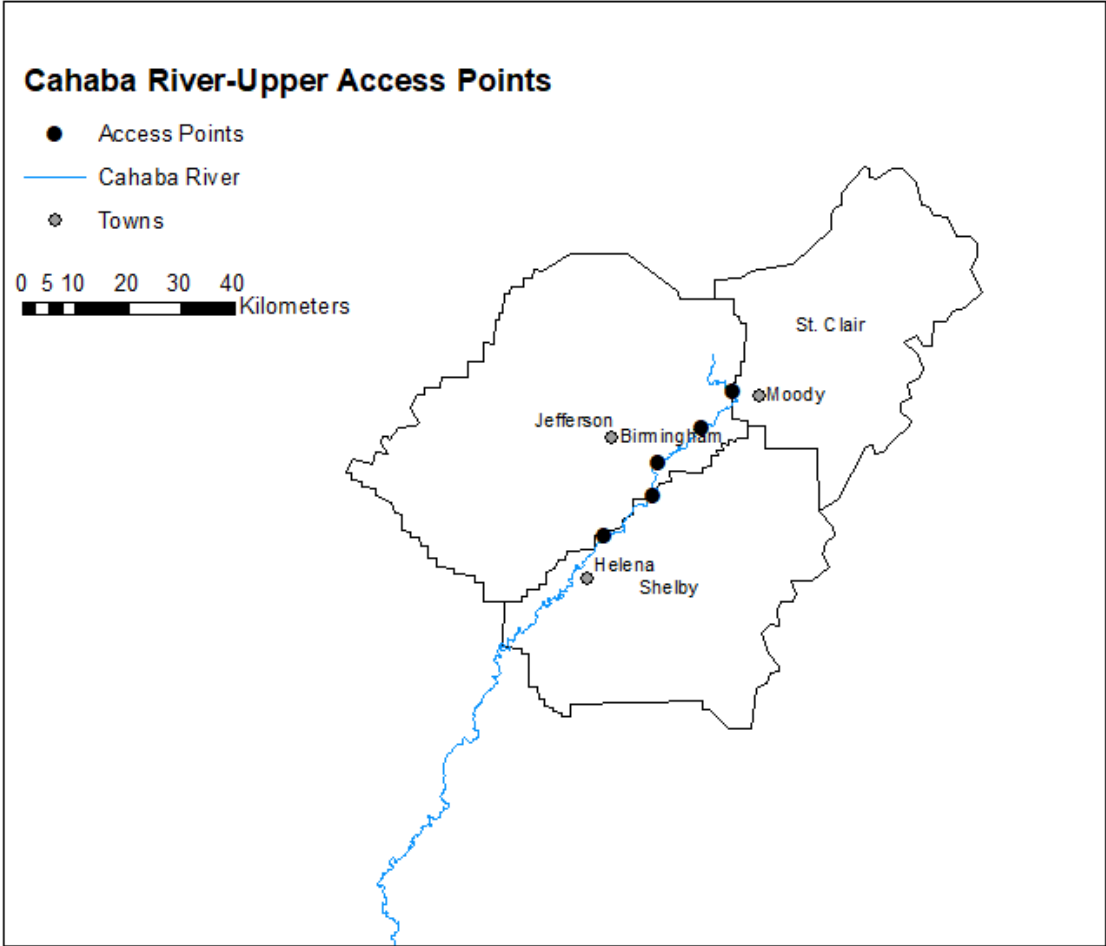 Cahaba River-Upper Access Points
Access Points
Cahaba River
Towns
0 5 10 20 30 40
Kilometers
St. Clair
Moody
Jefferson
Birmingham
Helena
Shelby